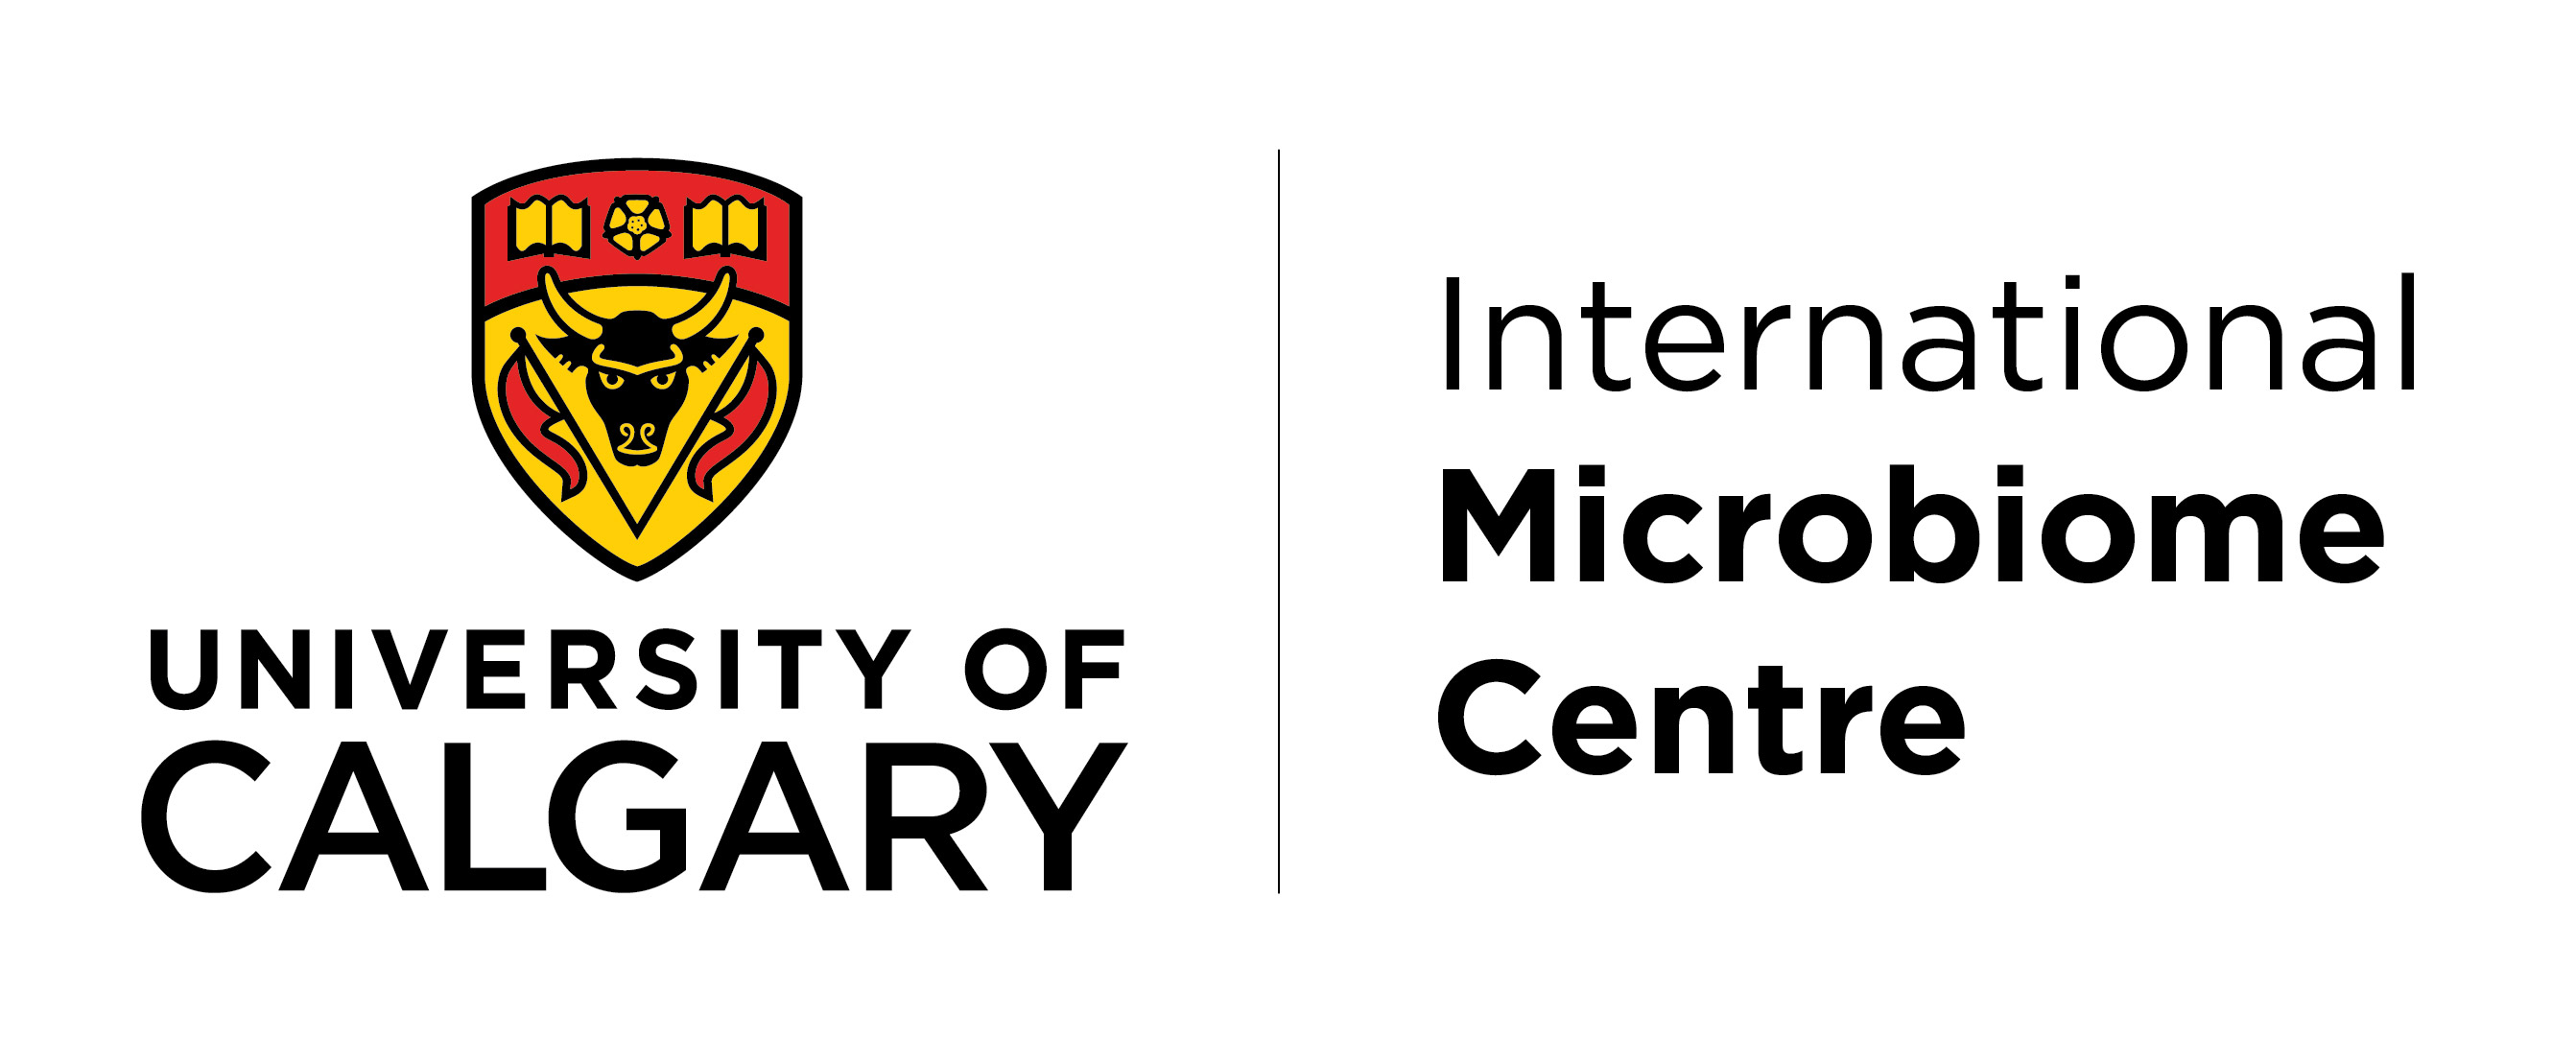 UNIVERSITY OF
CALGARY
International
Microbiome
Centre